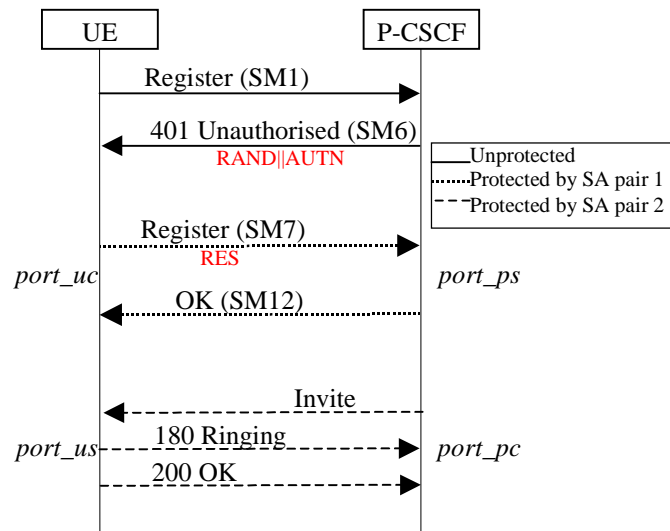 UE
P-CSCF
Register (SM1)
401 Unauthorised (SM6)
RAND||AUTN
Unprotected
Protected by SA pair 1
Protected by SA pair 2
Register (SM7)
RES
port_uc
port_ps
OK (SM12)
Invite
port_us
180 Ringing
port_pc
200 OK